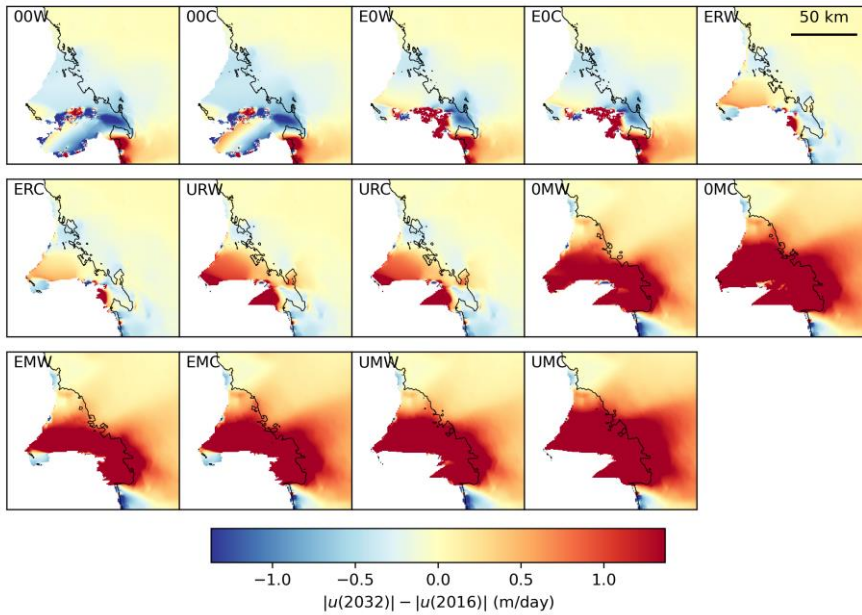 00W 00C E0W E0C ERW
50 km
ERC URW URC 0MW 0MC
EMW EMC UMW UMC
−1.0 −0.5 0.0 0.5 1.0
|u(2032)| − |u(2016)| (m/day)